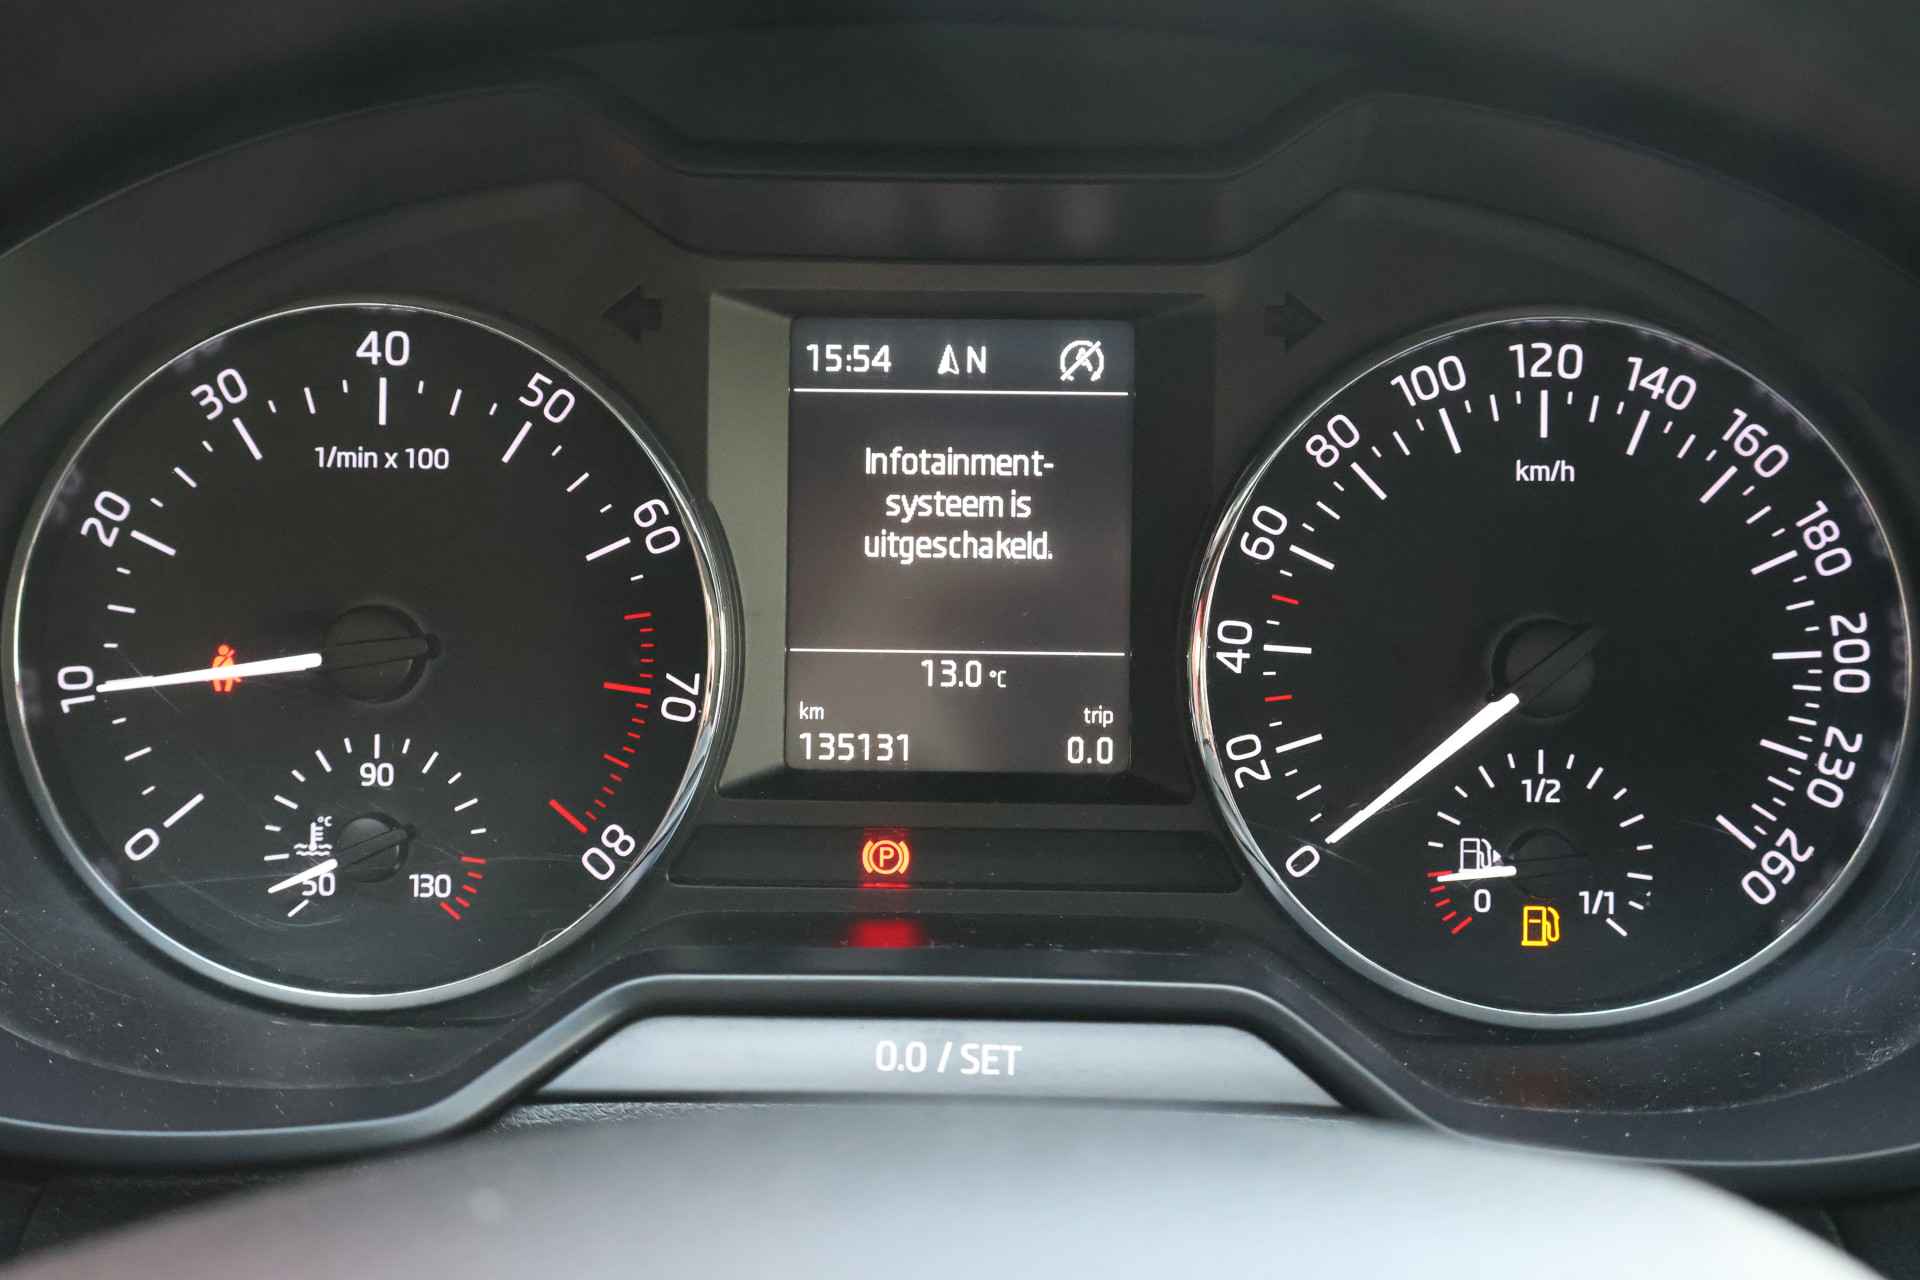 15:54 N
Infotainment-
systeem is
uitgeschakeld.
13.0 °C
km trip
135131 0.0
0 10 20 30 40 50 60 70 80
1/min x 100
°C
50 90 130
P
0 20 40 60 80 100 120 140 160 180 200 230 260
km/h
0 1/2 1/1
0.0 / SET